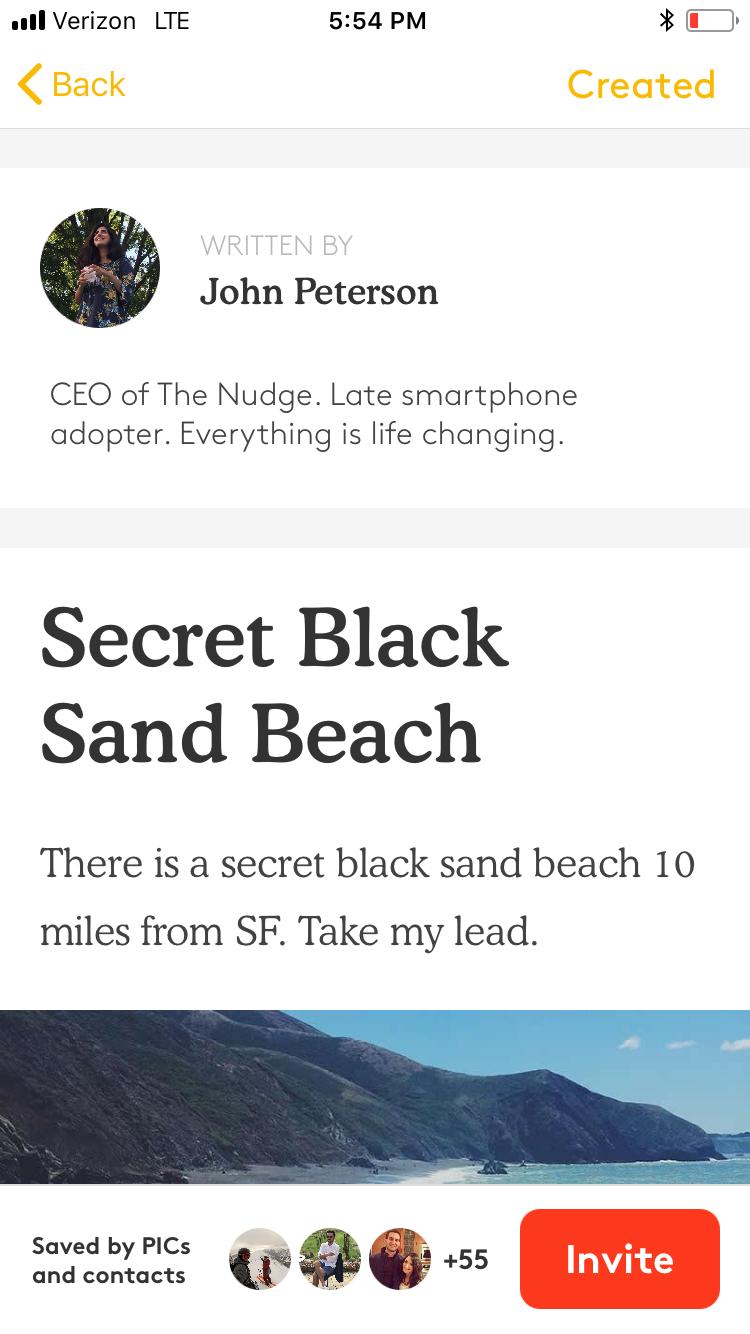 Verizon LTE 5:54 PM
Back Created
WRITTEN BY
John Peterson
CEO of The Nudge. Late smartphone
adopter. Everything is life changing.
Secret Black
Sand Beach
There is a secret black sand beach 10
miles from SF. Take my lead.
Saved by PICs
and contacts
+55
Invite